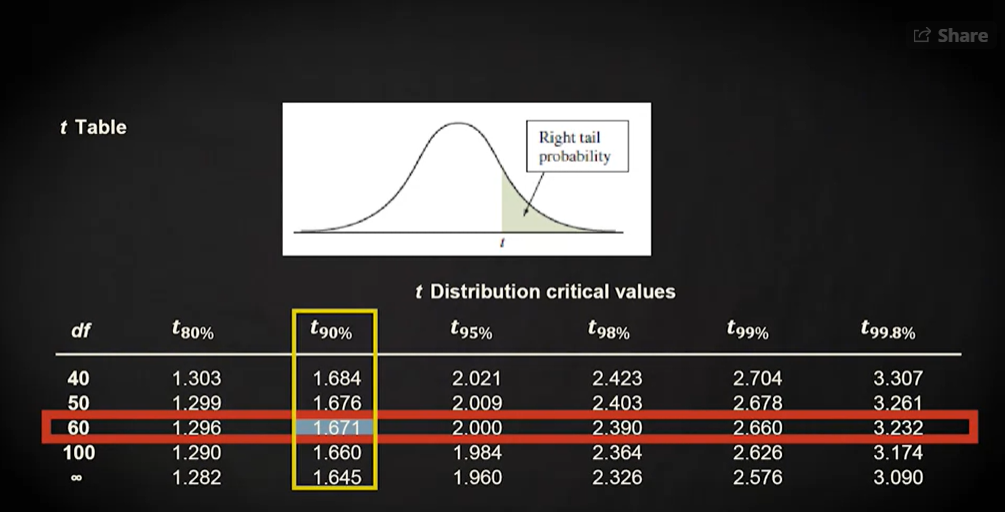 Share
t Table
Right tail
probability
t
t Distribution critical values
df t80% t90% t95% t98% t99% t99.8%
40 1.303 1.684 2.021 2.423 2.704 3.307
50 1.299 1.676 2.009 2.403 2.678 3.261
60 1.296 1.671 2.000 2.390 2.660 3.232
100 1.290 1.660 1.984 2.364 2.626 3.174
∞ 1.282 1.645 1.960 2.326 2.576 3.090